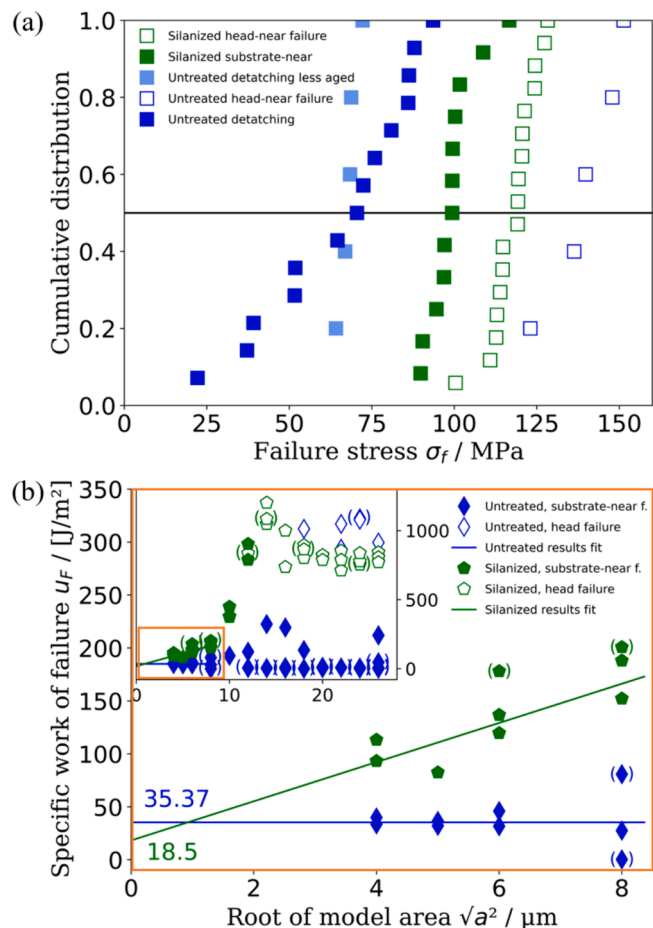 (a)
1.0
0.8
0.6
0.4
0.2
0.0
Cumulative distribution
Silanized head-near failure
Silanized substrate-near
Untreated detatching less aged
Untreated head-near failure
Untreated detaching
0 25 50 75 100 125 150
Failure stress σ_f / MPa
(b)
350
300
250
200
150
100
50
0
Specific work of failure u_F / [J/m²]
1000
500
0
0 10 20
Untreated, substrate-near f.
Untreated, head failure
Untreated results fit
Silanized, substrate-near f.
Silanized, head failure
Silanized results fit
35.37
18.5
0 2 4 6 8
Root of model area √a² / μm